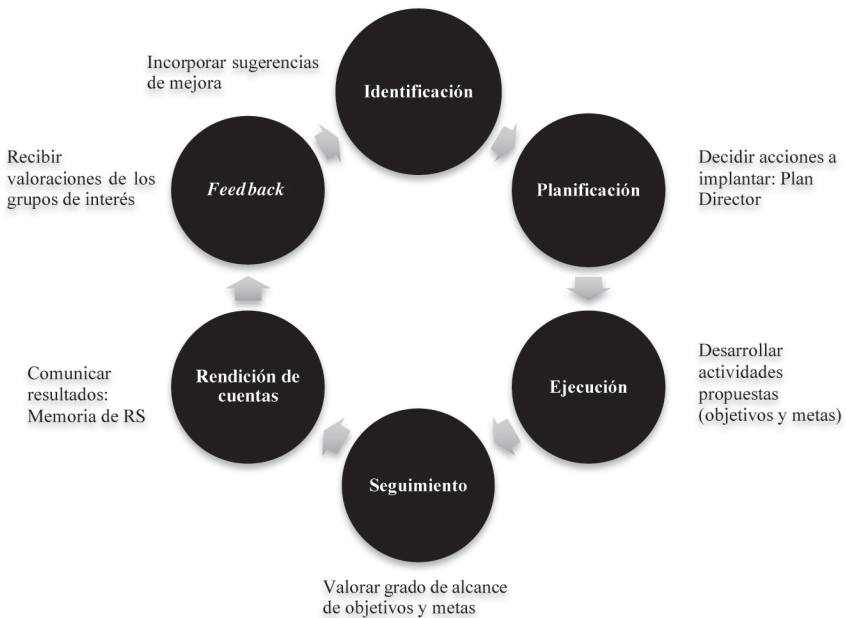 Incorporar sugerencias
de mejora
Identificación
Recibir
valoraciones de los
grupos de interés
Feedback
Planificación
Decidir acciones a
implantar: Plan
Director
Comunicar
resultados:
Memoria de RS
Rendición de
cuentas
Ejecución
Desarrollar
actividades
propuestas
(objetivos y metas)
Seguimiento
Valorar grado de alcance
de objetivos y metas